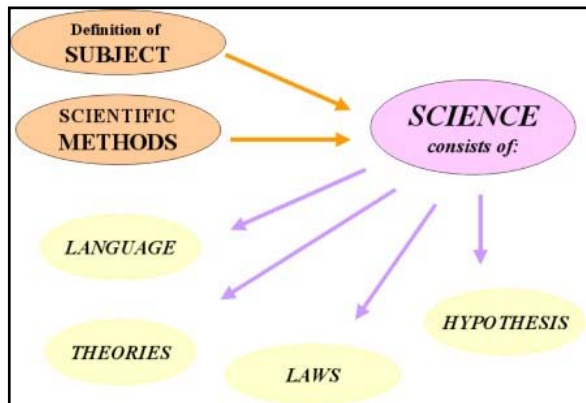 Definition of
SUBJECT
SCIENTIFIC
METHODS
SCIENCE
consists of:
LANGUAGE
THEORIES
LAWS
HYPOTHESIS